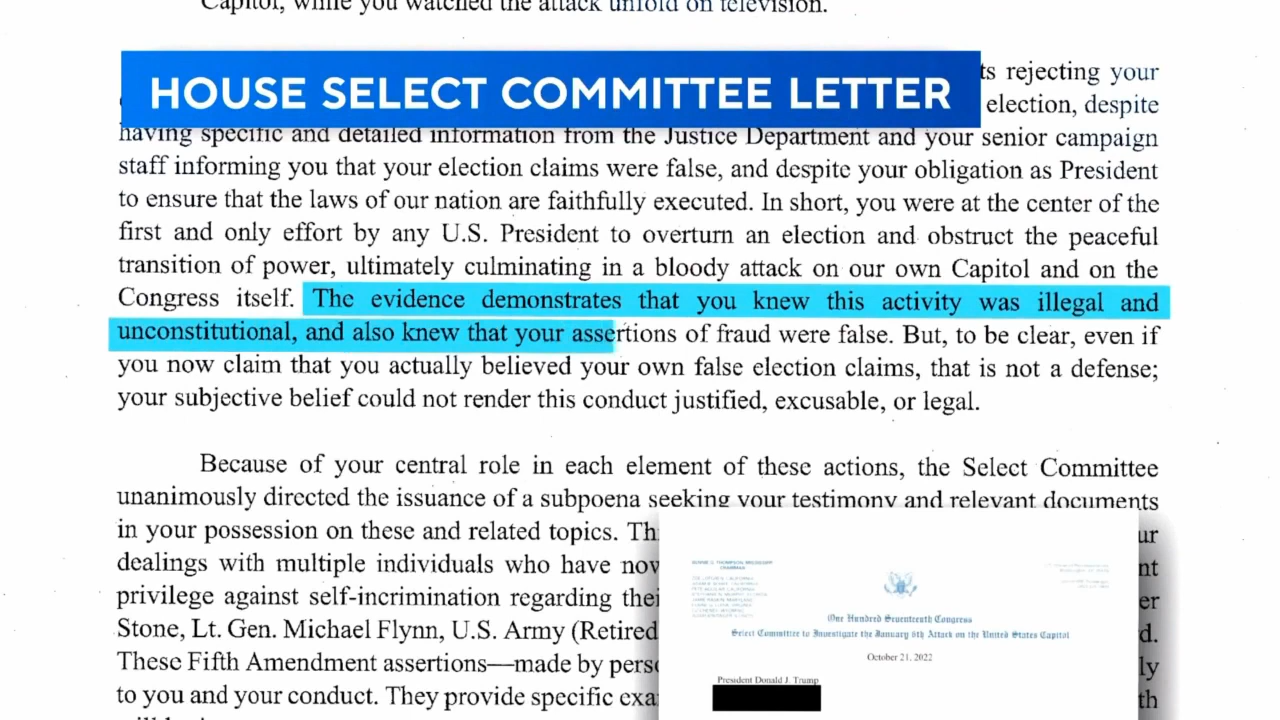 Capitol, while you watched the attack unfold on television.
HOUSE SELECT COMMITTEE LETTER
ts rejecting your
election, despite
having specific and detailed information from the Justice Department and your senior campaign
staff informing you that your election claims were false, and despite your obligation as President
to ensure that the laws of our nation are faithfully executed. In short, you were at the center of the
first and only effort by any U.S. President to overturn an election and obstruct the peaceful
transition of power, ultimately culminating in a bloody attack on our own Capitol and on the
Congress itself. The evidence demonstrates that you knew this activity was illegal and
unconstitutional, and also knew that your assertions of fraud were false. But, to be clear, even if
you now claim that you actually believed your own false election claims, that is not a defense;
your subjective belief could not render this conduct justified, excusable, or legal.
Because of your central role in each element of these actions, the Select Committee
unanimously directed the issuance of a subpoena seeking your testimony and relevant documents
in your possession on these and related topics. Th
ur
dealings with multiple individuals who have now
nt
privilege against self-incrimination regarding thei
er
Stone, Lt. Gen. Michael Flynn, U.S. Army (Retired
d.
These Fifth Amendment assertions—made by perso
ly
to you and your conduct. They provide specific exa
th
BENNIE G. THOMPSON, MISSISSIPPI
CHAIRMAN
One Hundred Seventeenth Congress
Select Committee to Investigate the January 6th Attack on the United States Capitol
October 21, 2022
President Donald J. Trump